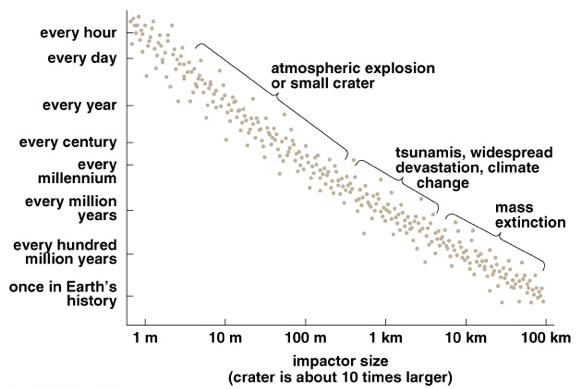 every hour
every day
every year
every century
every
millennium
every million
years
every hundred
million years
once in Earth's
history
atmospheric explosion
or small crater
tsunamis, widespread
devastation, climate
change
mass
extinction
1 m
10 m
100 m
1 km
10 km
100 km
impactor size
(crater is about 10 times larger)